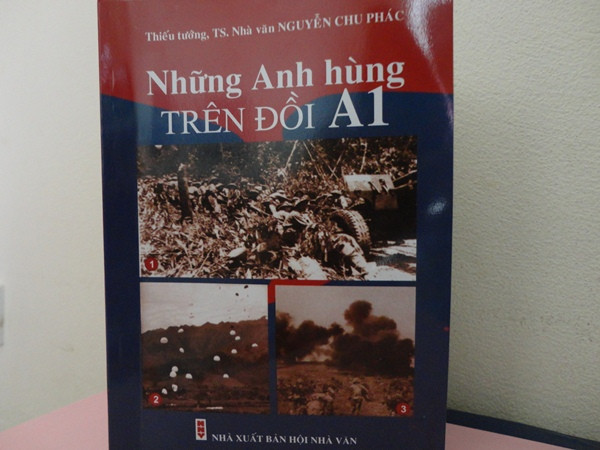 Thiếu tướng, TS. Nhà văn NGUYỄN CHU PHÁC
Những Anh hùng
TRÊN ĐỒI A1
1
2
3
NHÀ XUẤT BẢN HỘI NHÀ VĂN